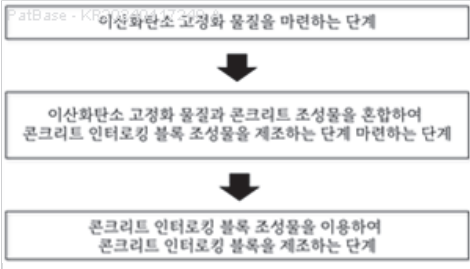 이산화탄소 고정화 물질을 마련하는 단계
이산화탄소 고정화 물질과 콘크리트 조성물을 혼합하여
콘크리트 인터로킹 블록 조성물을 제조하는 단계 마련하는 단계
콘크리트 인터로킹 블록 조성물을 이용하여
콘크리트 인터로킹 블록을 제조하는 단계